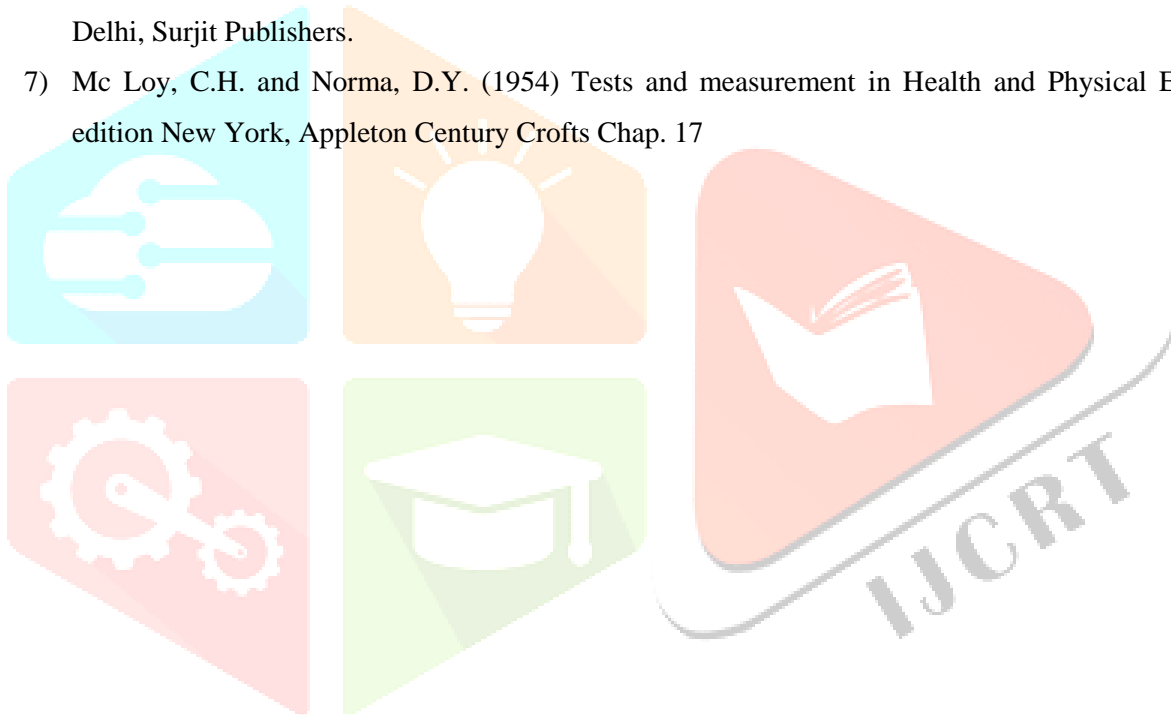 Delhi, Surjit Publishers.
7) Mc Loy, C.H. and Norma, D.Y. (1954) Tests and measurement in Health and Physical E
edition New York, Appleton Century Crofts Chap. 17
IJCRT